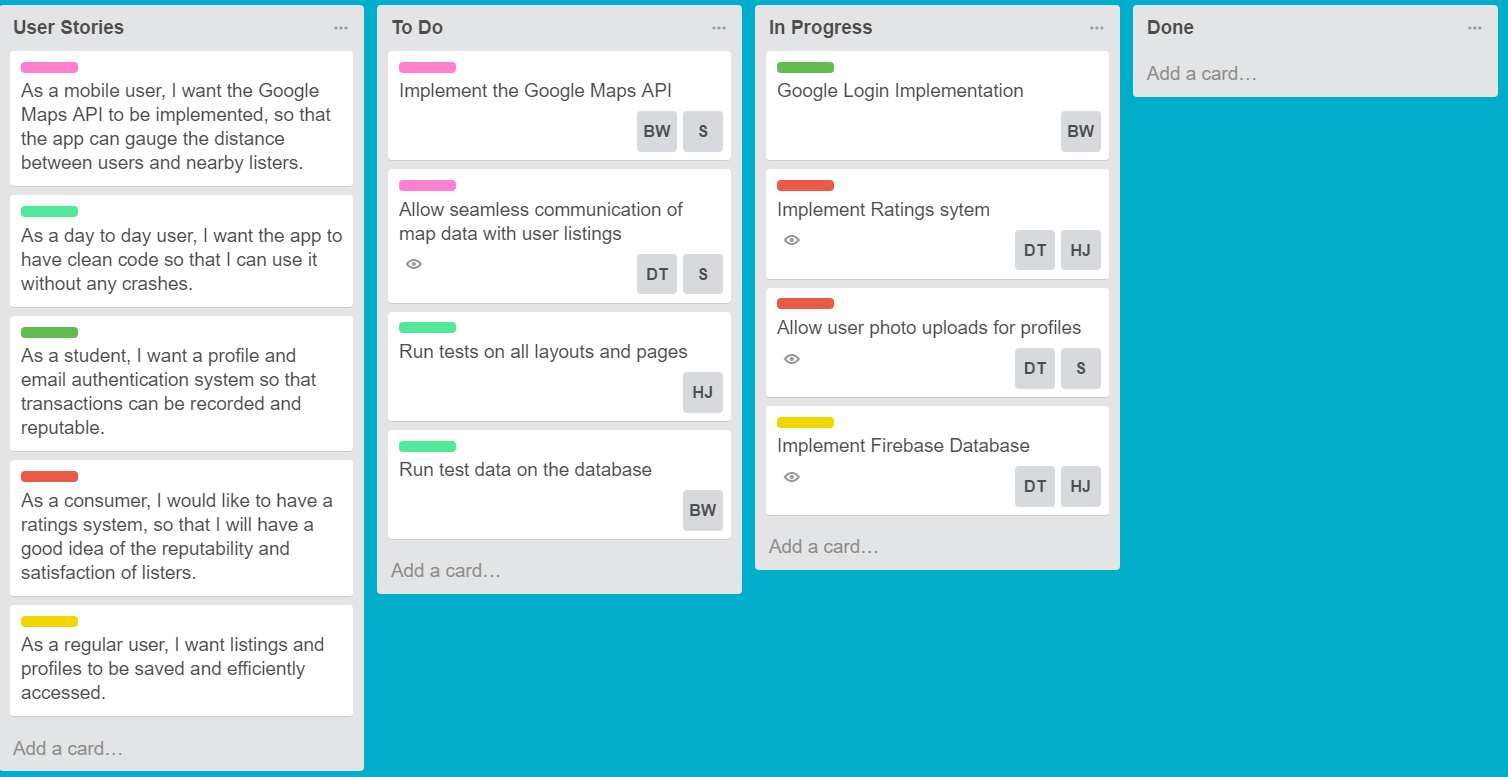 User Stories
As a mobile user, I want the Google
Maps API to be implemented, so that
the app can gauge the distance
between users and nearby listers.
As a day to day user, I want the app to
have clean code so that I can use it
without any crashes.
As a student, I want a profile and
email authentication system so that
transactions can be recorded and
reputable.
As a consumer, I would like to have a
ratings system, so that I will have a
good idea of the reputability and
satisfaction of listers.
As a regular user, I want listings and
profiles to be saved and efficiently
accessed.
Add a card…
To Do
Implement the Google Maps API
BW S
Allow seamless communication of
map data with user listings
DT S
Run tests on all layouts and pages
HJ
Run test data on the database
BW
Add a card…
In Progress
Google Login Implementation
BW
Implement Ratings sytem
DT HJ
Allow user photo uploads for profiles
DT S
Implement Firebase Database
DT HJ
Add a card…
Done
Add a card…